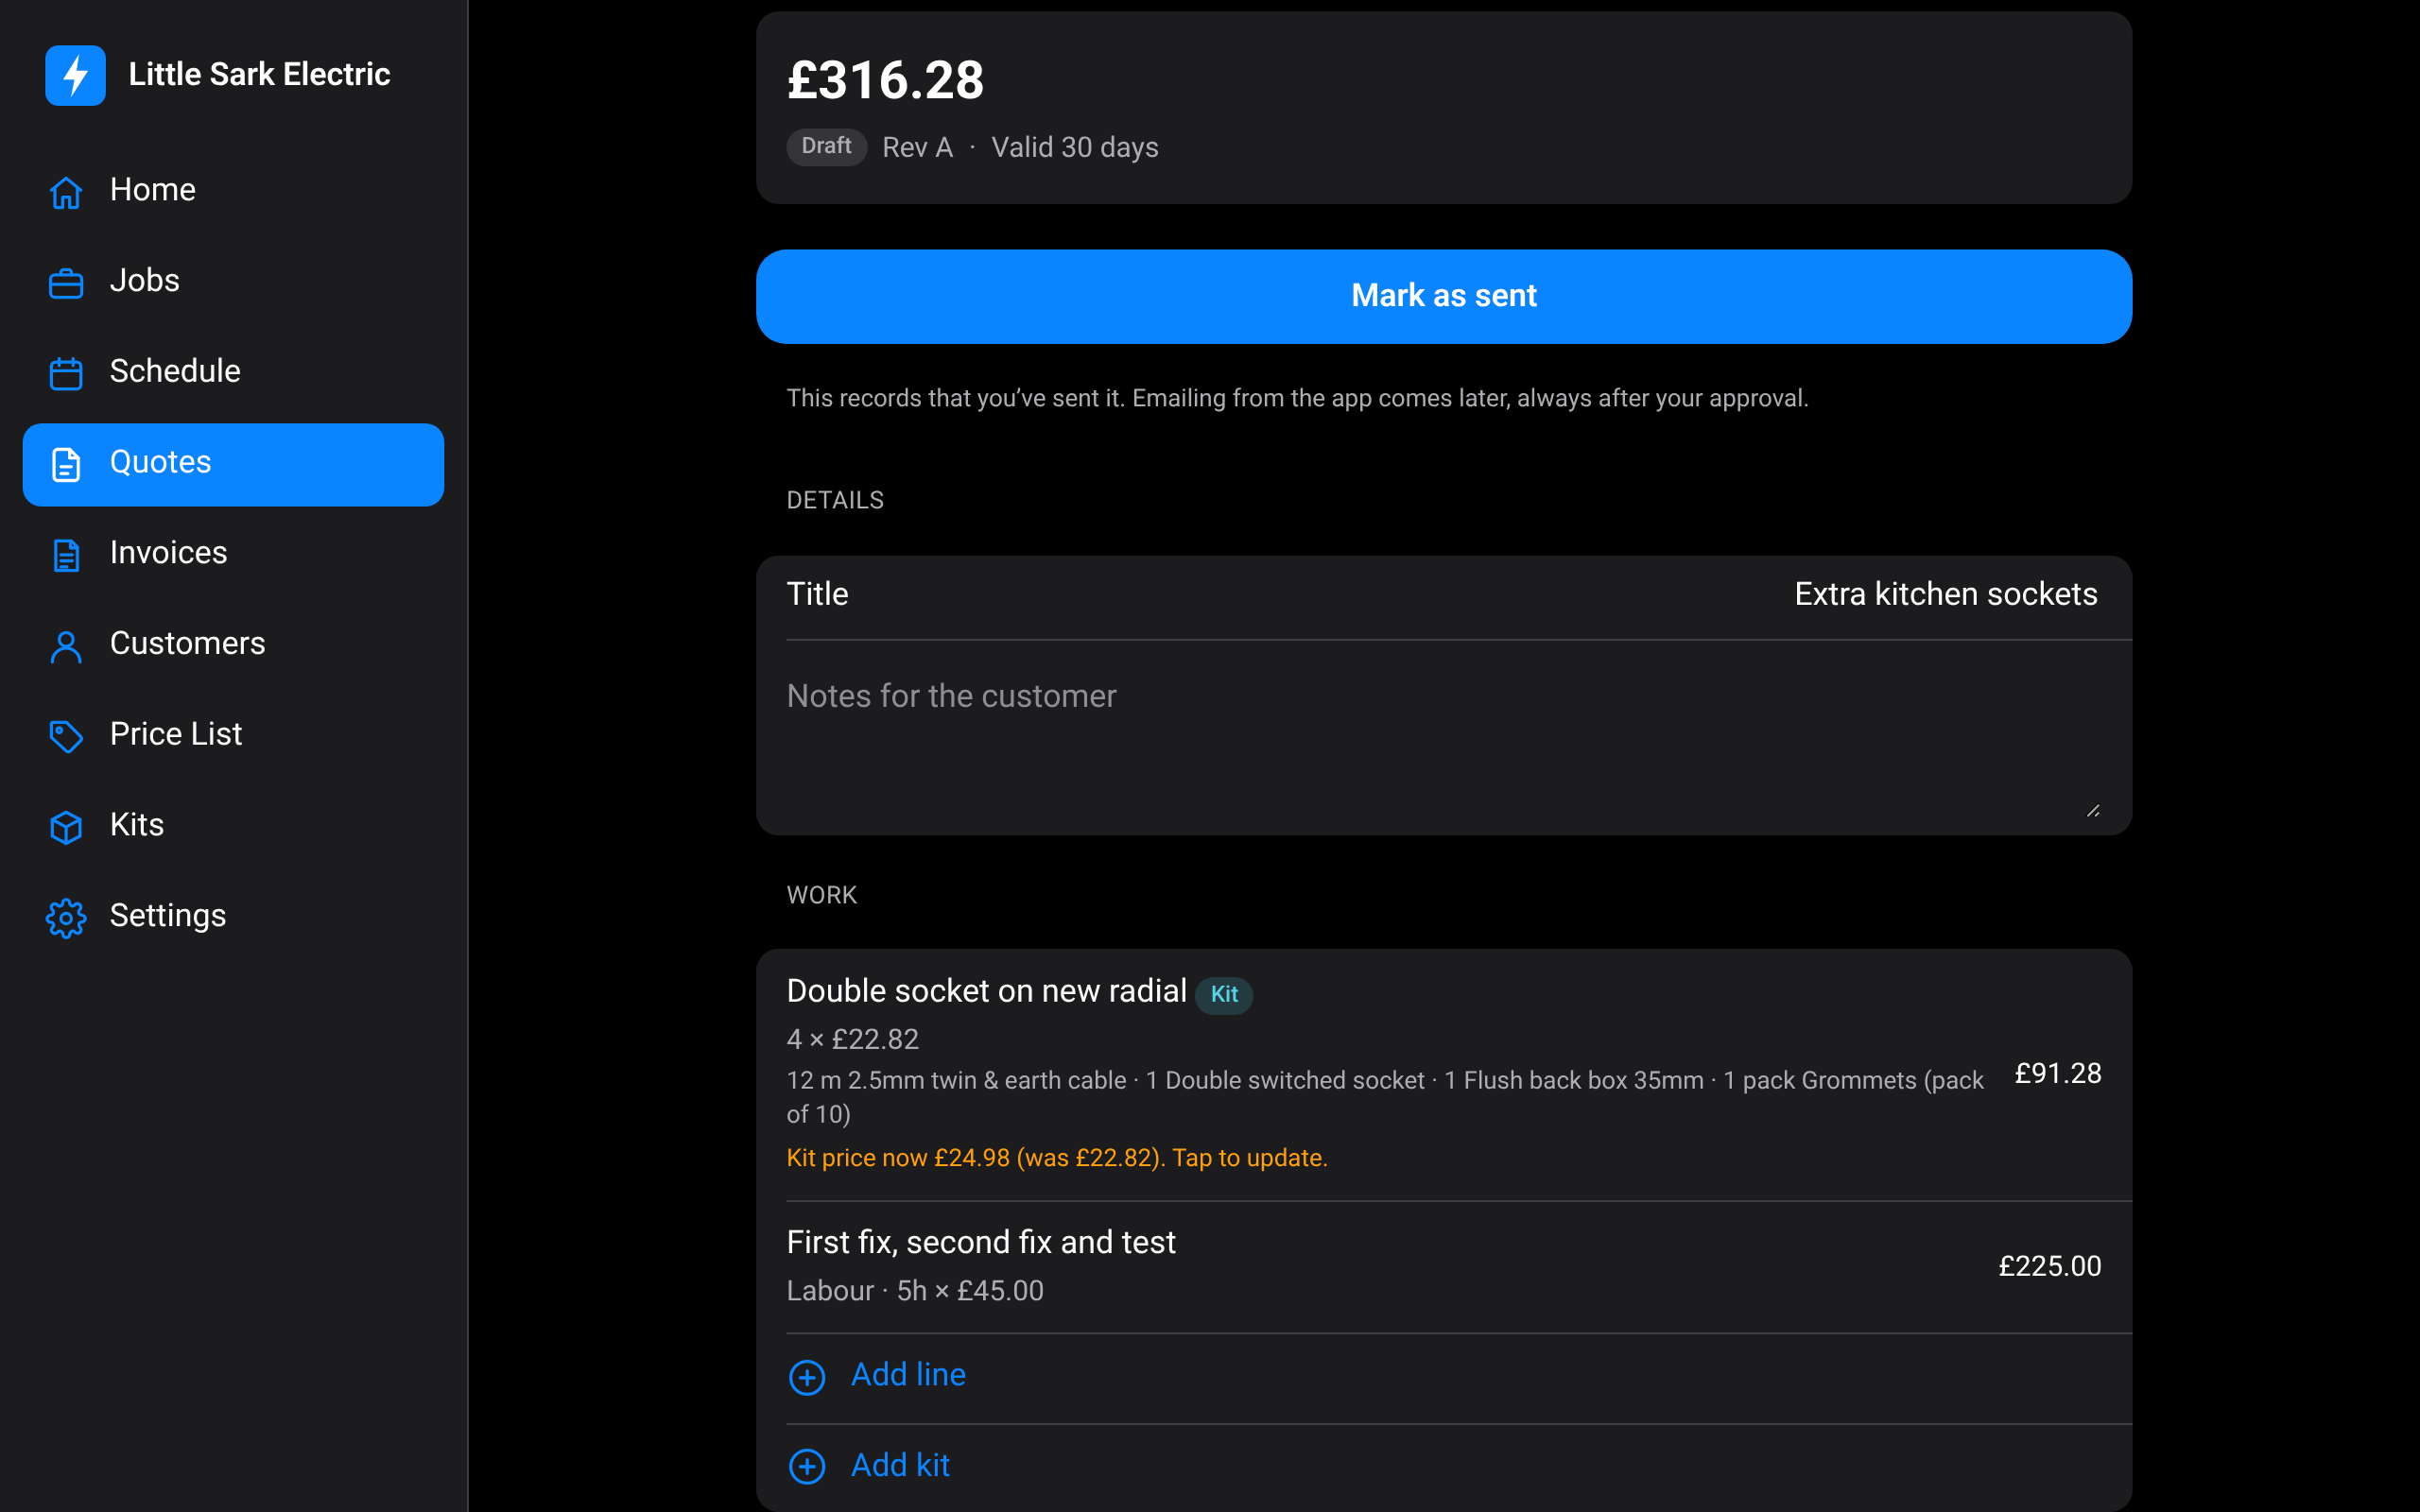 Little Sark Electric
Home
Jobs
Schedule
Quotes
Invoices
Customers
Price List
Kits
Settings
£316.28
Draft Rev A · Valid 30 days
Mark as sent
This records that you’ve sent it. Emailing from the app comes later, always after your approval.
DETAILS
Title Extra kitchen sockets
Notes for the customer
WORK
Double socket on new radial Kit
4 × £22.82
12 m 2.5mm twin & earth cable · 1 Double switched socket · 1 Flush back box 35mm · 1 pack Grommets (pack
of 10)
£91.28
Kit price now £24.98 (was £22.82). Tap to update.
First fix, second fix and test
Labour · 5h × £45.00
£225.00
Add line
Add kit